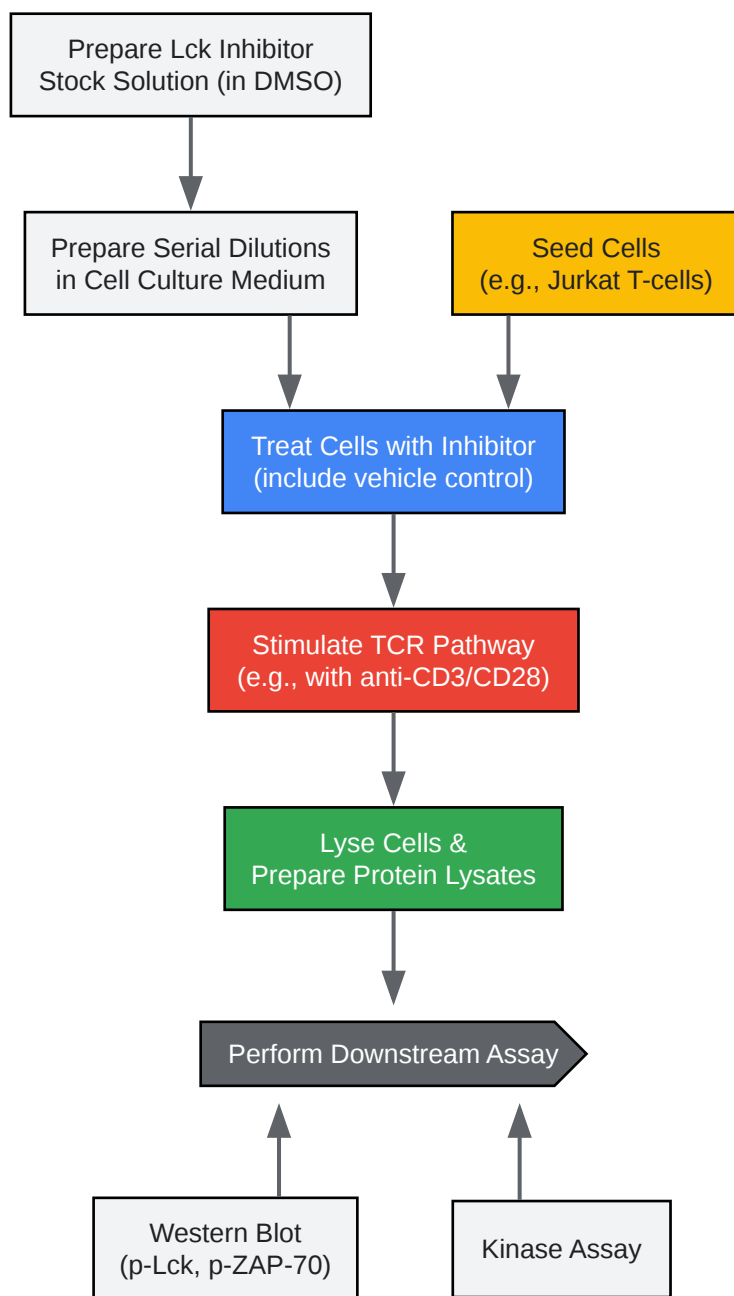 Prepare Lck Inhibitor
Stock Solution (in DMSO)
Prepare Serial Dilutions
in Cell Culture Medium
Seed Cells
(e.g., Jurkat T-cells)
Treat Cells with Inhibitor
(include vehicle control)
Stimulate TCR Pathway
(e.g., with anti-CD3/CD28)
Lyse Cells &
Prepare Protein Lysates
Perform Downstream Assay
Western Blot
(p-Lck, p-ZAP-70)
Kinase Assay